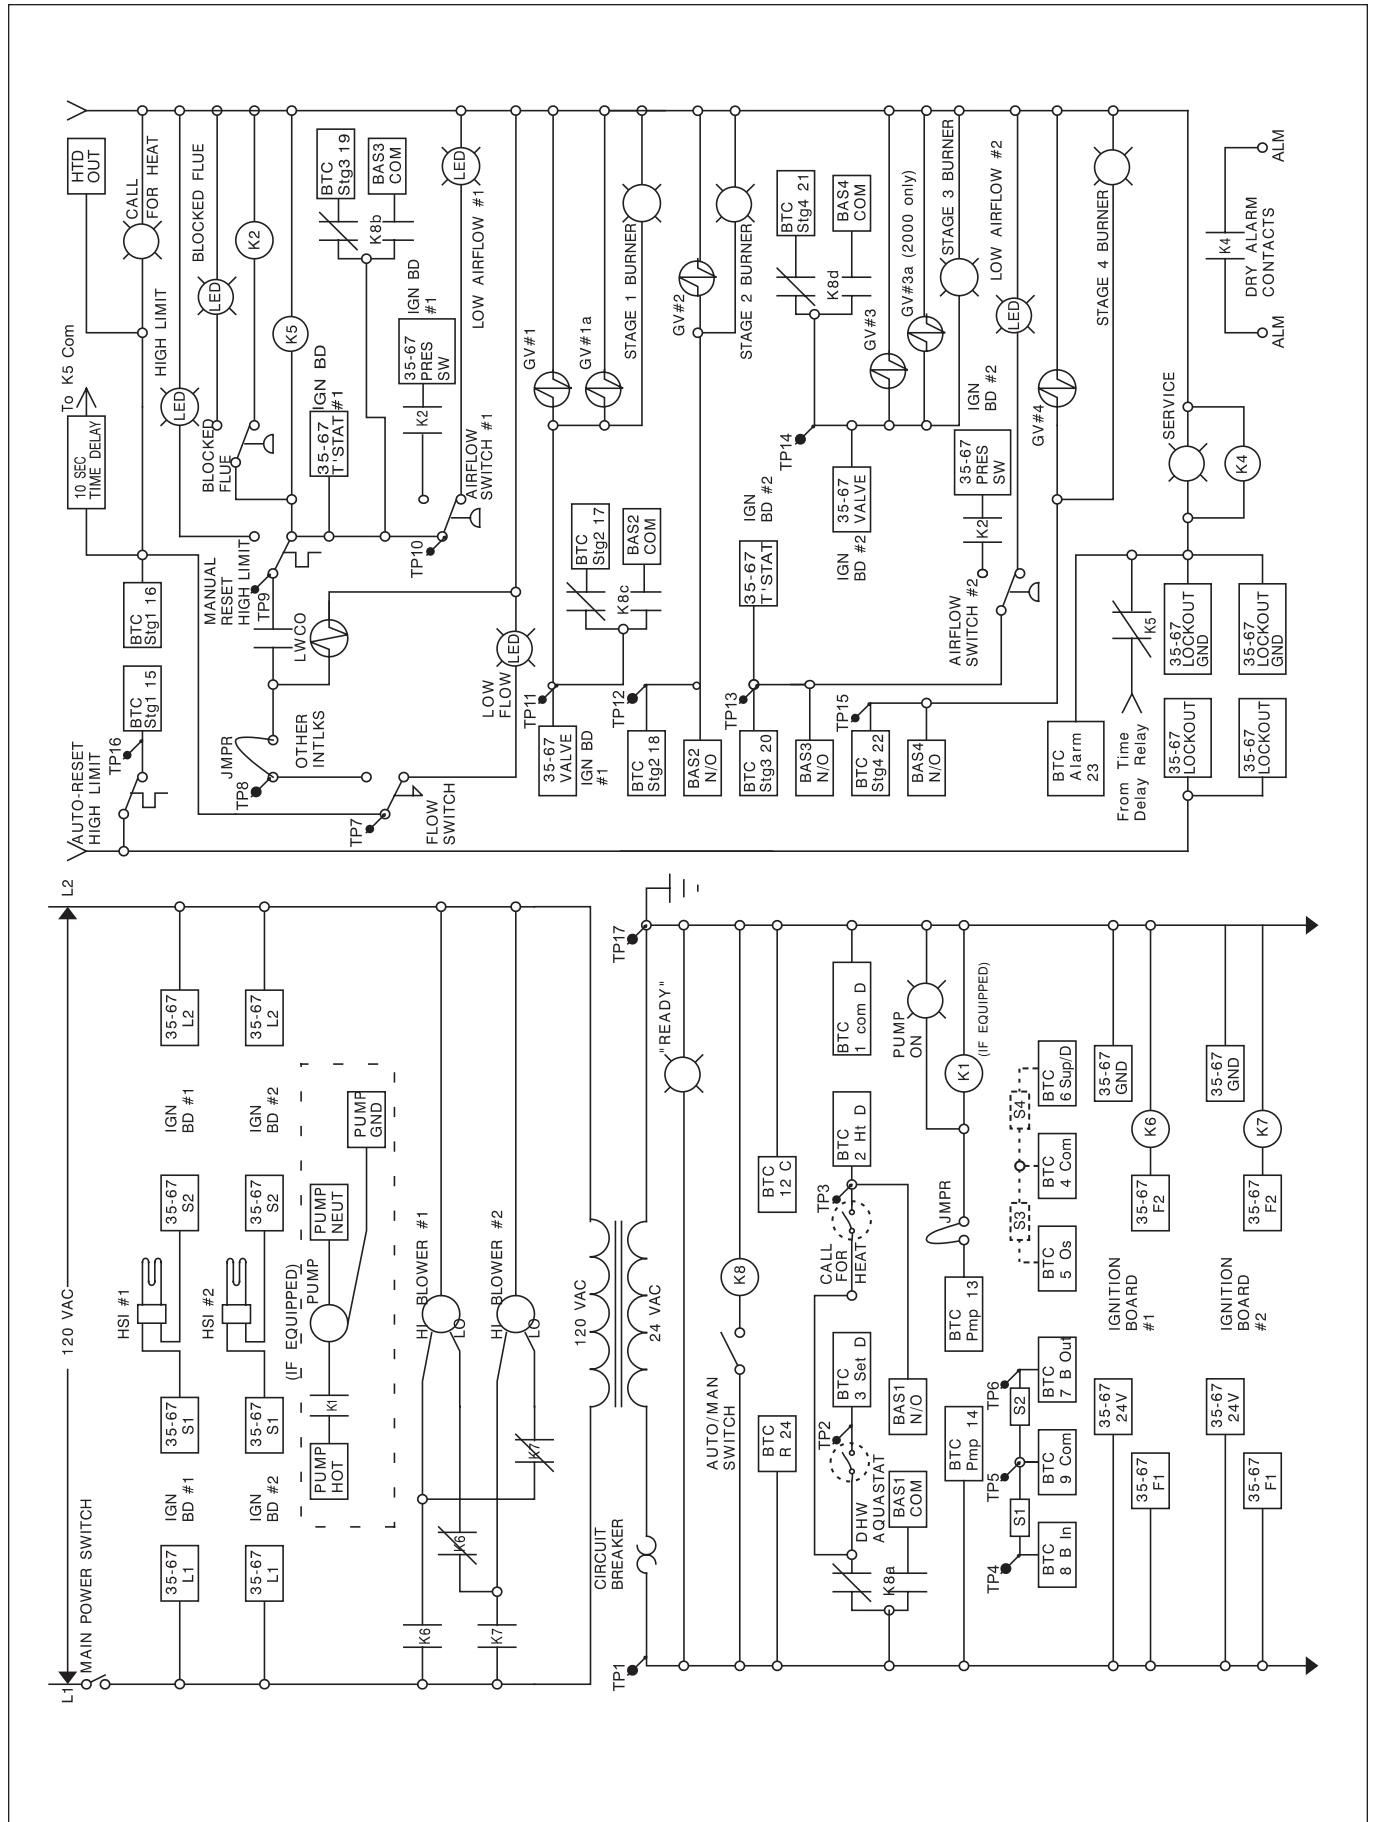 L1
120 VAC
L2
MAIN POWER SWITCH
35-67
L1
IGN
BD #1
35-67
S1
HSI #1
35-67
S2
IGN
BD #1
35-67
L2
35-67
L1
IGN
BD #2
35-67
S1
HSI #2
35-67
S2
IGN
BD #2
35-67
L2
(IF EQUIPPED)
PUMP
HOT
K1
PUMP
PUMP
NEUT
PUMP
GND
K6
HI
BLOWER #1
LO
K6
K7
HI
BLOWER #2
LO
K7
120 VAC
24 VAC
CIRCUIT
BREAKER
TP1
TP17
"READY"
AUTO/MAN
SWITCH
K8
BTC
R 24
BTC
12 C
K8a
DHW
AQUASTAT
TP2
BTC
3 Set D
CALL
FOR
HEAT
TP3
BTC
2 Ht D
BTC
1 com D
BAS1
COM
BAS1
N/O
PUMP
ON
BTC
Pmp 14
BTC
Pmp 13
JMPR
K1
(IF EQUIPPED)
TP4
S1
TP5
S2
TP6
BTC
8 B In
BTC
9 Com
BTC
7 B Out
S3
S4
BTC
5 Os
BTC
4 Com
BTC
6 Sup/D
35-67
24V
IGNITION
BOARD
#1
35-67
GND
35-67
F1
35-67
F2
K6
35-67
24V
IGNITION
BOARD
#2
35-67
GND
35-67
F1
35-67
F2
K7
10 SEC
TIME DELAY
To K5 Com
HTD
OUT
AUTO-RESET
HIGH LIMIT
TP16
BTC
Stg1 15
BTC
Stg1 16
CALL
FOR HEAT
HIGH LIMIT
LED
BLOCKED FLUE
LED
BLOCKED
FLUE
K2
MANUAL
RESET
HIGH LIMIT
TP9
K5
JMPR
TP8
OTHER
INTLKS
LWCO
35-67
T'STAT
IGN BD
#1
BTC
Stg3 19
K8b
BAS3
COM
TP7
FLOW
SWITCH
TP10
K2
35-67
PRES
SW
IGN BD
#1
AIRFLOW
SWITCH #1
LED
LOW AIRFLOW #1
LOW
FLOW
LED
35-67
VALVE
IGN BD
#1
TP11
GV#1
GV#1a
STAGE 1 BURNER
BTC
Stg2 17
K8c
BAS2
COM
TP12
BTC
Stg2 18
BAS2
N/O
GV#2
STAGE 2 BURNER
TP13
BTC
Stg3 20
35-67
T'STAT
IGN
BD #2
BAS3
N/O
BTC
Stg4 21
K8d
BAS4
COM
TP14
35-67
VALVE
IGN
BD #2
GV#3
GV#3a (2000 only)
STAGE 3 BURNER
TP15
BTC
Stg4 22
BAS4
N/O
AIRFLOW
SWITCH #2
K2
35-67
PRES
SW
IGN
BD #2
LED
LOW AIRFLOW #2
GV#4
STAGE 4 BURNER
BTC
Alarm
23
From Time
Delay Relay
K5
35-67
LOCKOUT
35-67
LOCKOUT
GND
35-67
LOCKOUT
35-67
LOCKOUT
GND
SERVICE
K4
ALM
K4
ALM
DRY ALARM
CONTACTS